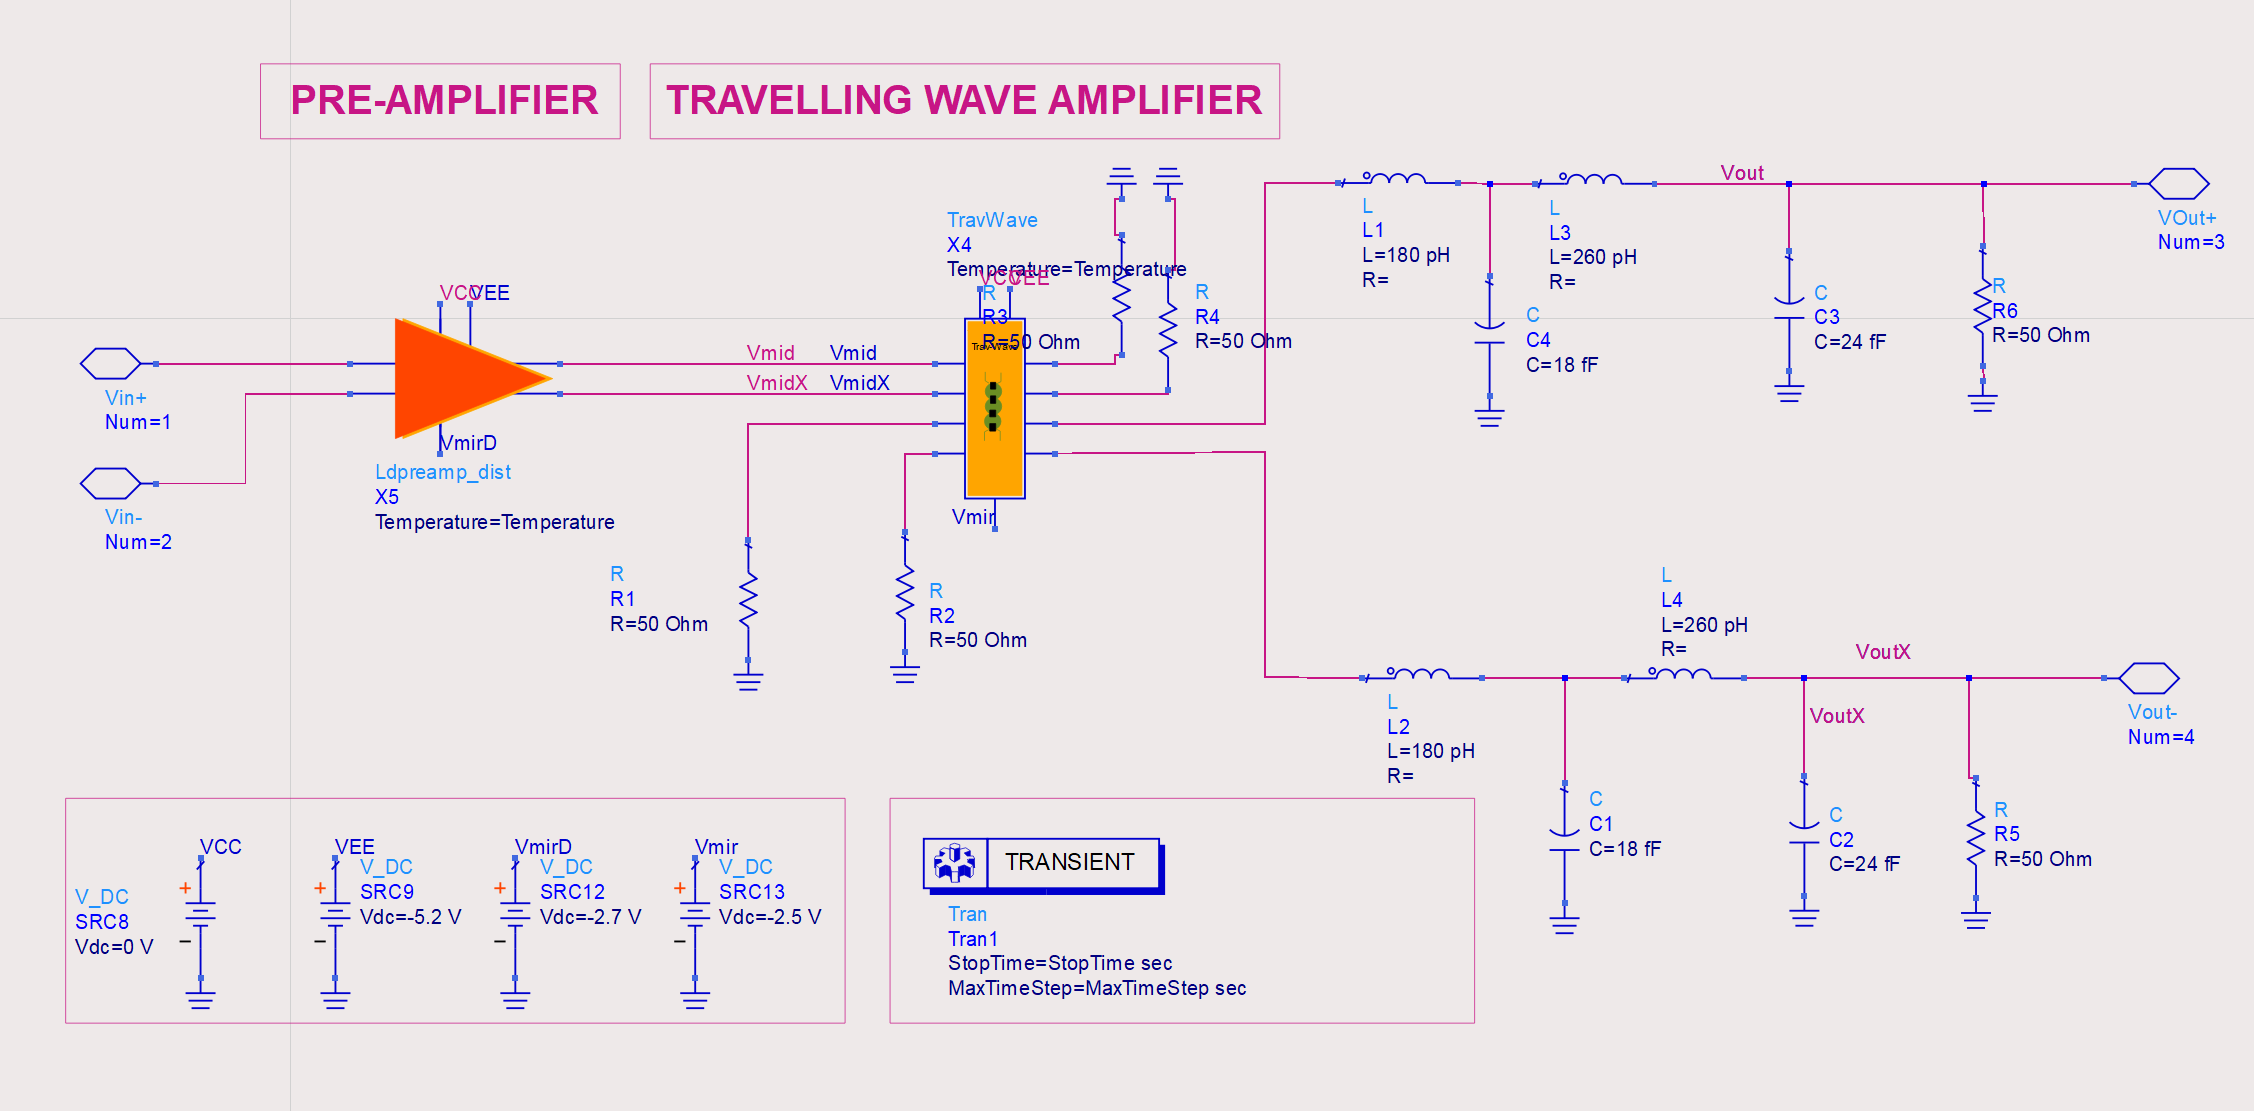 PRE-AMPLIFIER
TRAVELLING WAVE AMPLIFIER
Vout
VOut+
Num=3
L
L1
L=180 pH
R=
L
L3
L=260 pH
R=
TravWave
X4
Temperature=Temperature
VCC
VEE
R
R3
R=50 Ohm
R
R4
R=50 Ohm
C
C4
C=18 fF
C
C3
C=24 fF
R
R6
R=50 Ohm
VCC
VEE
Vmid
Vmid
VmidX
VmidX
Trav-Wave
Vin+
Num=1
VmirD
Ldpreamp_dist
X5
Temperature=Temperature
Vin-
Num=2
Vmir
R
R1
R=50 Ohm
R
R2
R=50 Ohm
L
L4
L=260 pH
R=
VoutX
VoutX
Vout-
Num=4
L
L2
L=180 pH
R=
C
C1
C=18 fF
C
C2
C=24 fF
R
R5
R=50 Ohm
VCC
V_DC
SRC8
Vdc=0 V
VEE
V_DC
SRC9
Vdc=-5.2 V
VmirD
V_DC
SRC12
Vdc=-2.7 V
Vmir
V_DC
SRC13
Vdc=-2.5 V
TRANSIENT
Tran
Tran1
StopTime=StopTime sec
MaxTimeStep=MaxTimeStep sec